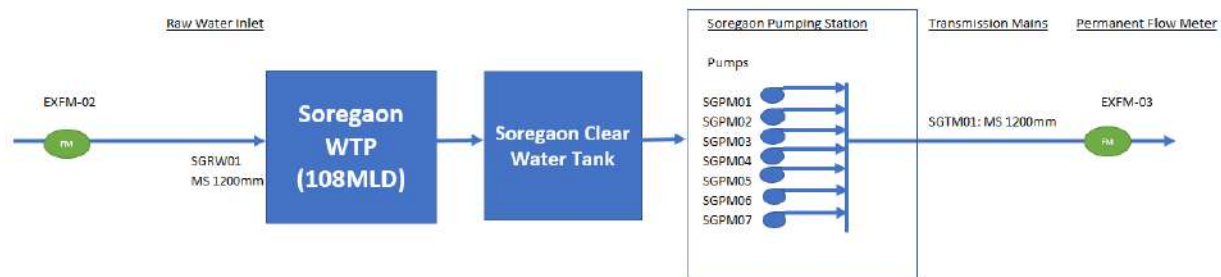 Raw Water Inlet
Soregaon Pumping Station
Transmission Mains
Permanent Flow Meter
Pumps
EXFM-02
FM
SGRW01
MS 1200mm
Soregaon
WTP
(108MLD)
Soregaon Clear
Water Tank
SGPM01
SGPM02
SGPM03
SGPM04
SGPM05
SGPM06
SGPM07
SGTM01: MS 1200mm
EXFM-03
FM